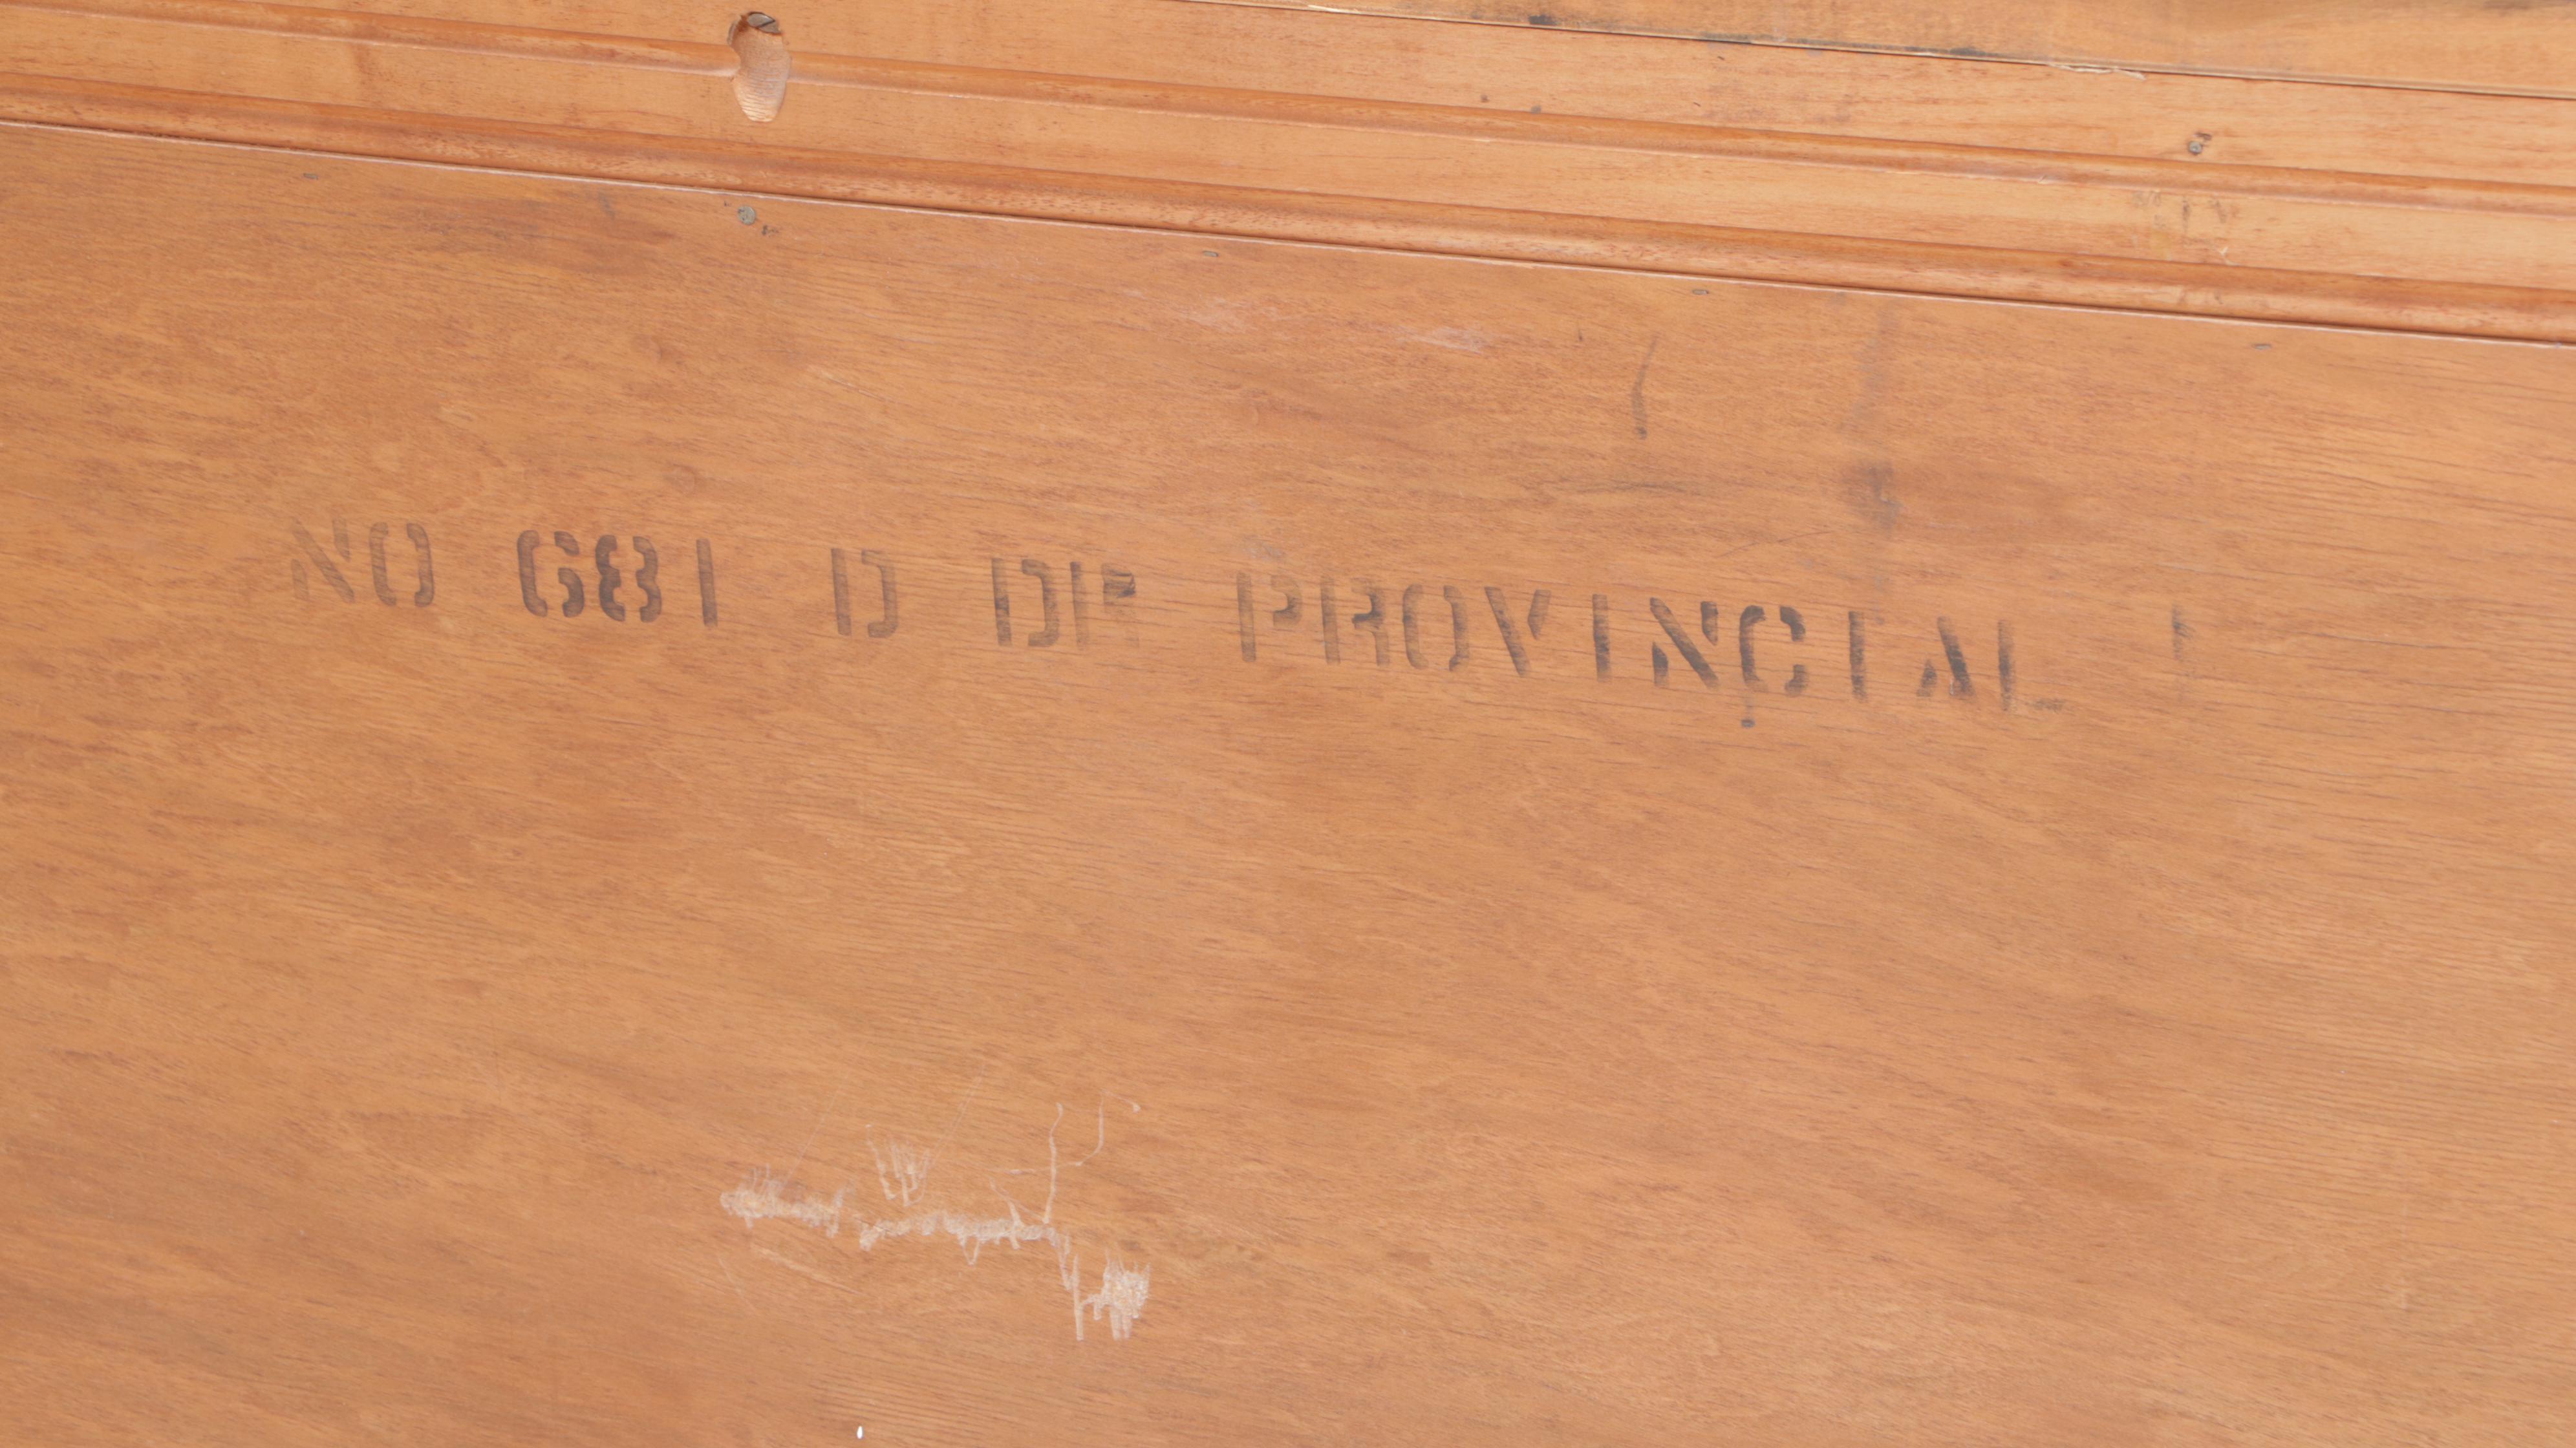 NO 681 D DR PROVINCIAL